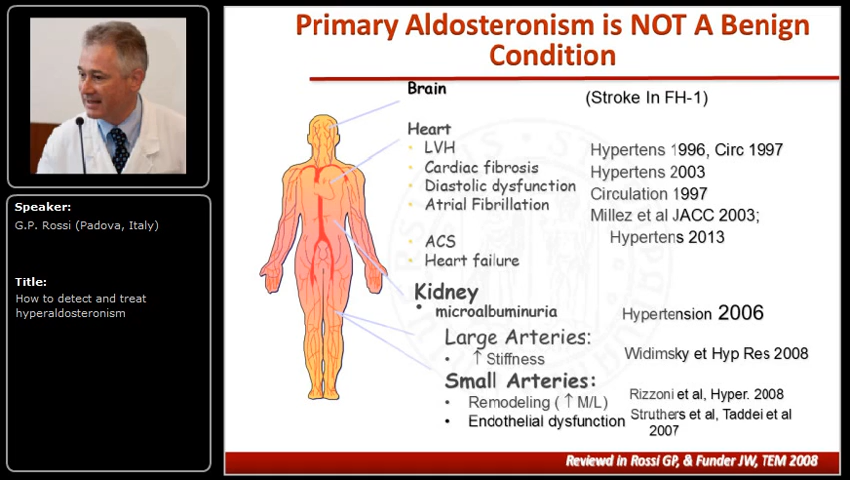 Primary Aldosteronism is NOT A Benign
Condition
Brain
(Stroke In FH-1)
Heart
• LVH
Hypertens 1996, Circ 1997
• Cardiac fibrosis
Hypertens 2003
• Diastolic dysfunction
Circulation 1997
• Atrial Fibrillation
Millez et al JACC 2003;
Hypertens 2013
• ACS
• Heart failure
Kidney
• microalbuminuria
Hypertension 2006
Large Arteries:
• ↑ Stiffness
Widimsky et Hyp Res 2008
Small Arteries:
• Remodeling (↑ M/L)
Rizzoni et al, Hyper. 2008
• Endothelial dysfunction
Struthers et al, Taddei et al
2007
Reviewd in Rossi GP, & Funder JW, TEM 2008
Speaker:
G.P. Rossi (Padova, Italy)
Title:
How to detect and treat
hyperaldosteronism